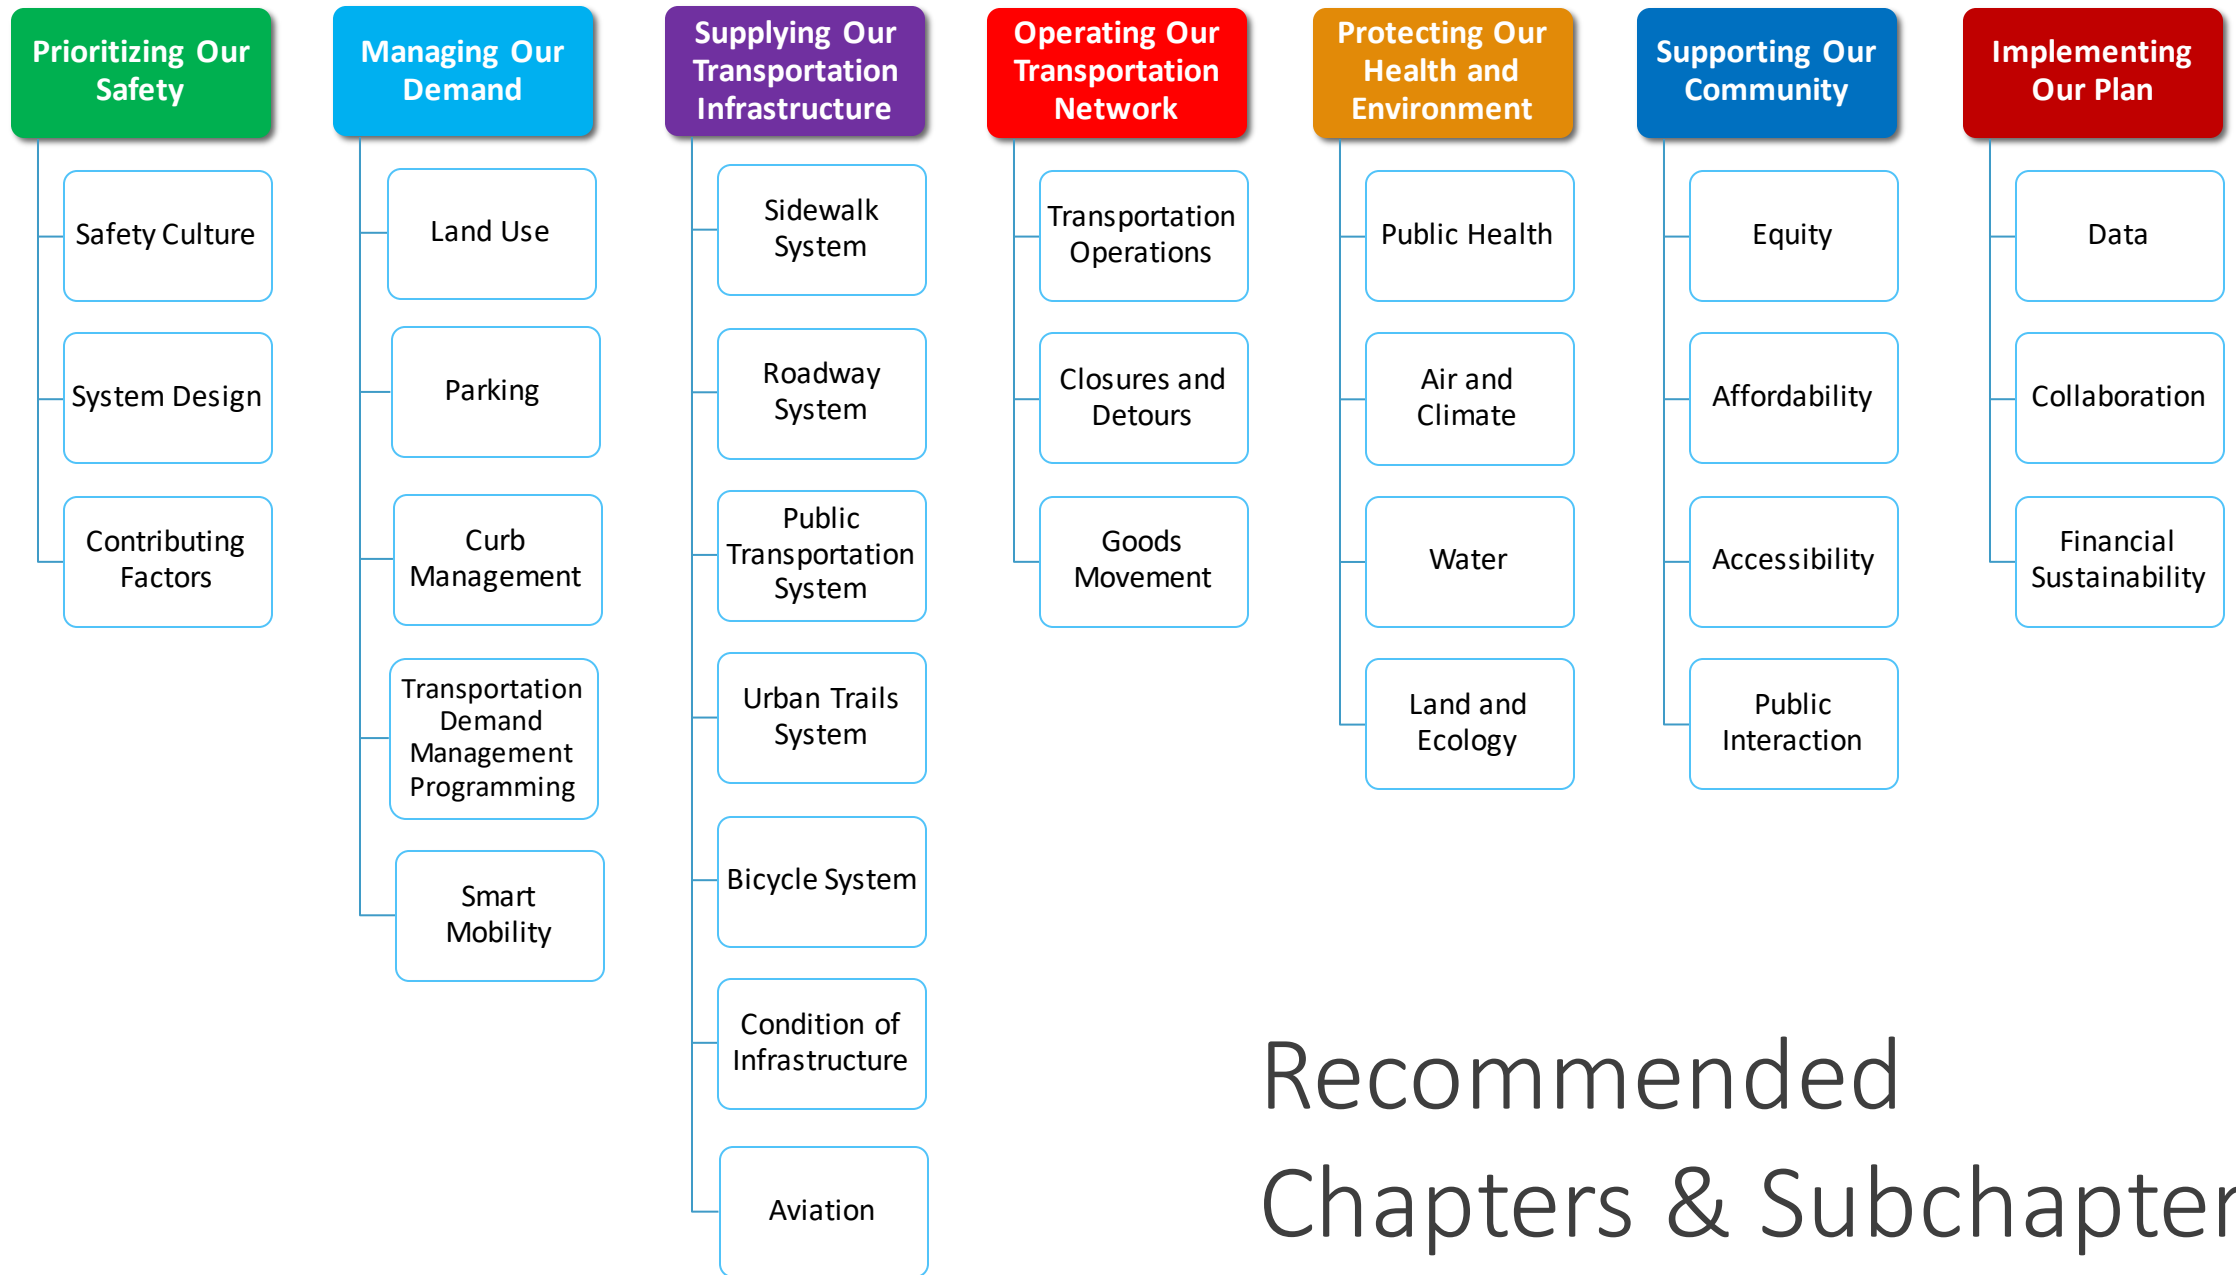 Prioritizing Our
Safety
Safety Culture
System Design
Contributing
Factors
Managing Our
Demand
Land Use
Parking
Curb
Management
Transportation
Demand
Management
Programming
Smart
Mobility
Supplying Our
Transportation
Infrastructure
Sidewalk
System
Roadway
System
Public
Transportation
System
Urban Trails
System
Bicycle System
Condition of
Infrastructure
Aviation
Operating Our
Transportation
Network
Transportation
Operations
Closures and
Detours
Goods
Movement
Protecting Our
Health and
Environment
Public Health
Air and
Climate
Water
Land and
Ecology
Supporting Our
Community
Equity
Affordability
Accessibility
Public
Interaction
Implementing
Our Plan
Data
Collaboration
Financial
Sustainability
Recommended
Chapters & Subchapter